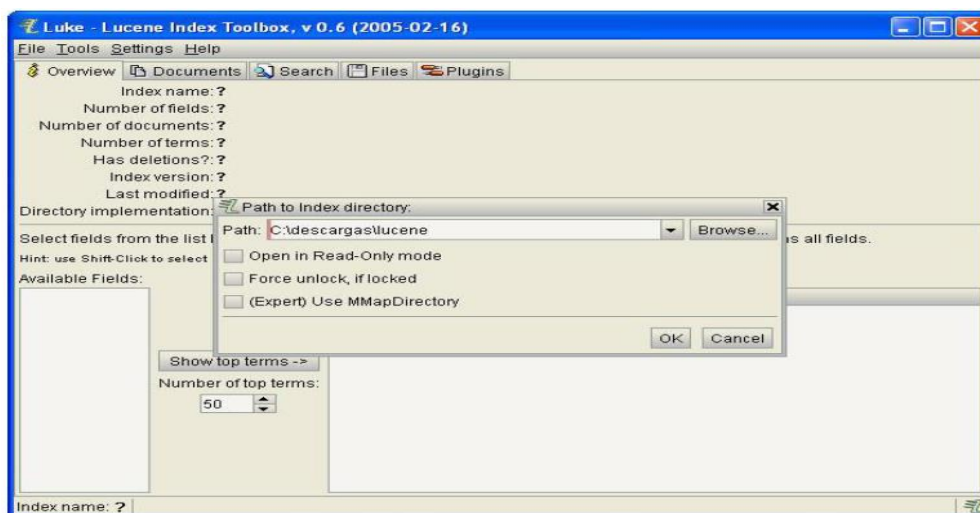 Luke - Lucene Index Toolbox, v 0.6 (2005-02-16)
File Tools Settings Help
Overview Documents Search Files Plugins
Index name: ?
Number of fields: ?
Number of documents: ?
Number of terms: ?
Has deletions?: ?
Index version: ?
Last modified: ?
Directory implementation:
Path to Index directory:
Path: C:\descargas\lucene Browse...
Open in Read-Only mode
Force unlock, if locked
(Expert) Use MMapDirectory
OK Cancel
Select fields from the list all fields.
Hint: use Shift-Click to select
Available Fields:
Show top terms ->
Number of top terms:
50
Index name: ?